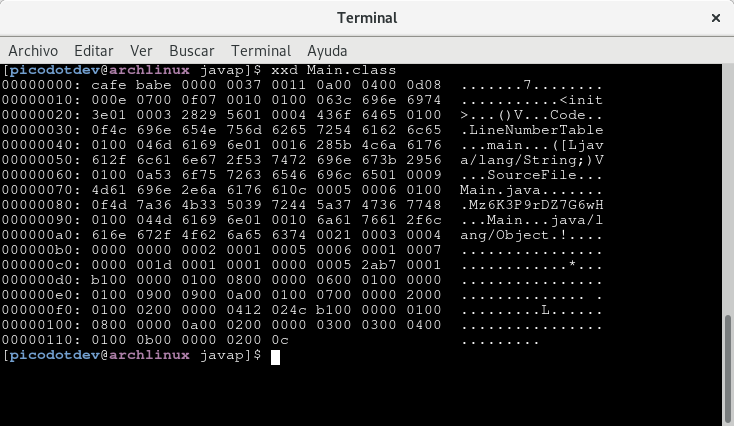 Terminal
Archivo Editar Ver Buscar Terminal Ayuda
[picodotdev@archlinux javap]$ xxd Main.class
00000000: cafe babe 0000 0037 0011 0a00 0400 0d08  .......7........
00000010: 000e 0700 0f07 0010 0100 063c 696e 6974  ...........<init
00000020: 3e01 0003 2829 5601 0004 436f 6465 0100  >...()V...Code..
00000030: 0f4c 696e 654e 756d 6265 7254 6162 6c65  .LineNumberTable
00000040: 0100 046d 6169 6e01 0016 285b 4c6a 6176  ...main...([Ljav
00000050: 612f 6c61 6e67 2f53 7472 696e 673b 2956  a/lang/String;)V
00000060: 0100 0a53 6f75 7263 6546 696c 6501 0009  ...SourceFile...
00000070: 4d61 696e 2e6a 6176 610c 0005 0006 0100  Main.java.......
00000080: 0f4d 7a36 4b33 5039 7244 5a37 4736 7748  .Mz6K3P9rDZ7G6wH
00000090: 0100 044d 6169 6e01 0010 6a61 7661 2f6c  ...Main...java/l
000000a0: 616e 672f 4f62 6a65 6374 0021 0003 0004  ang/Object.!....
000000b0: 0000 0000 0002 0001 0005 0006 0001 0007  ................
000000c0: 0000 001d 0001 0001 0000 0005 2ab7 0001  ............*...
000000d0: b100 0000 0100 0800 0000 0600 0100 0000  ................
000000e0: 0100 0900 0900 0a00 0100 0700 0000 2000  .............. .
000000f0: 0100 0200 0000 0412 024c b100 0000 0100  .........L......
00000100: 0800 0000 0a00 0200 0000 0300 0300 0400  ................
00000110: 0100 0b00 0000 0200 0c  .........
[picodotdev@archlinux javap]$